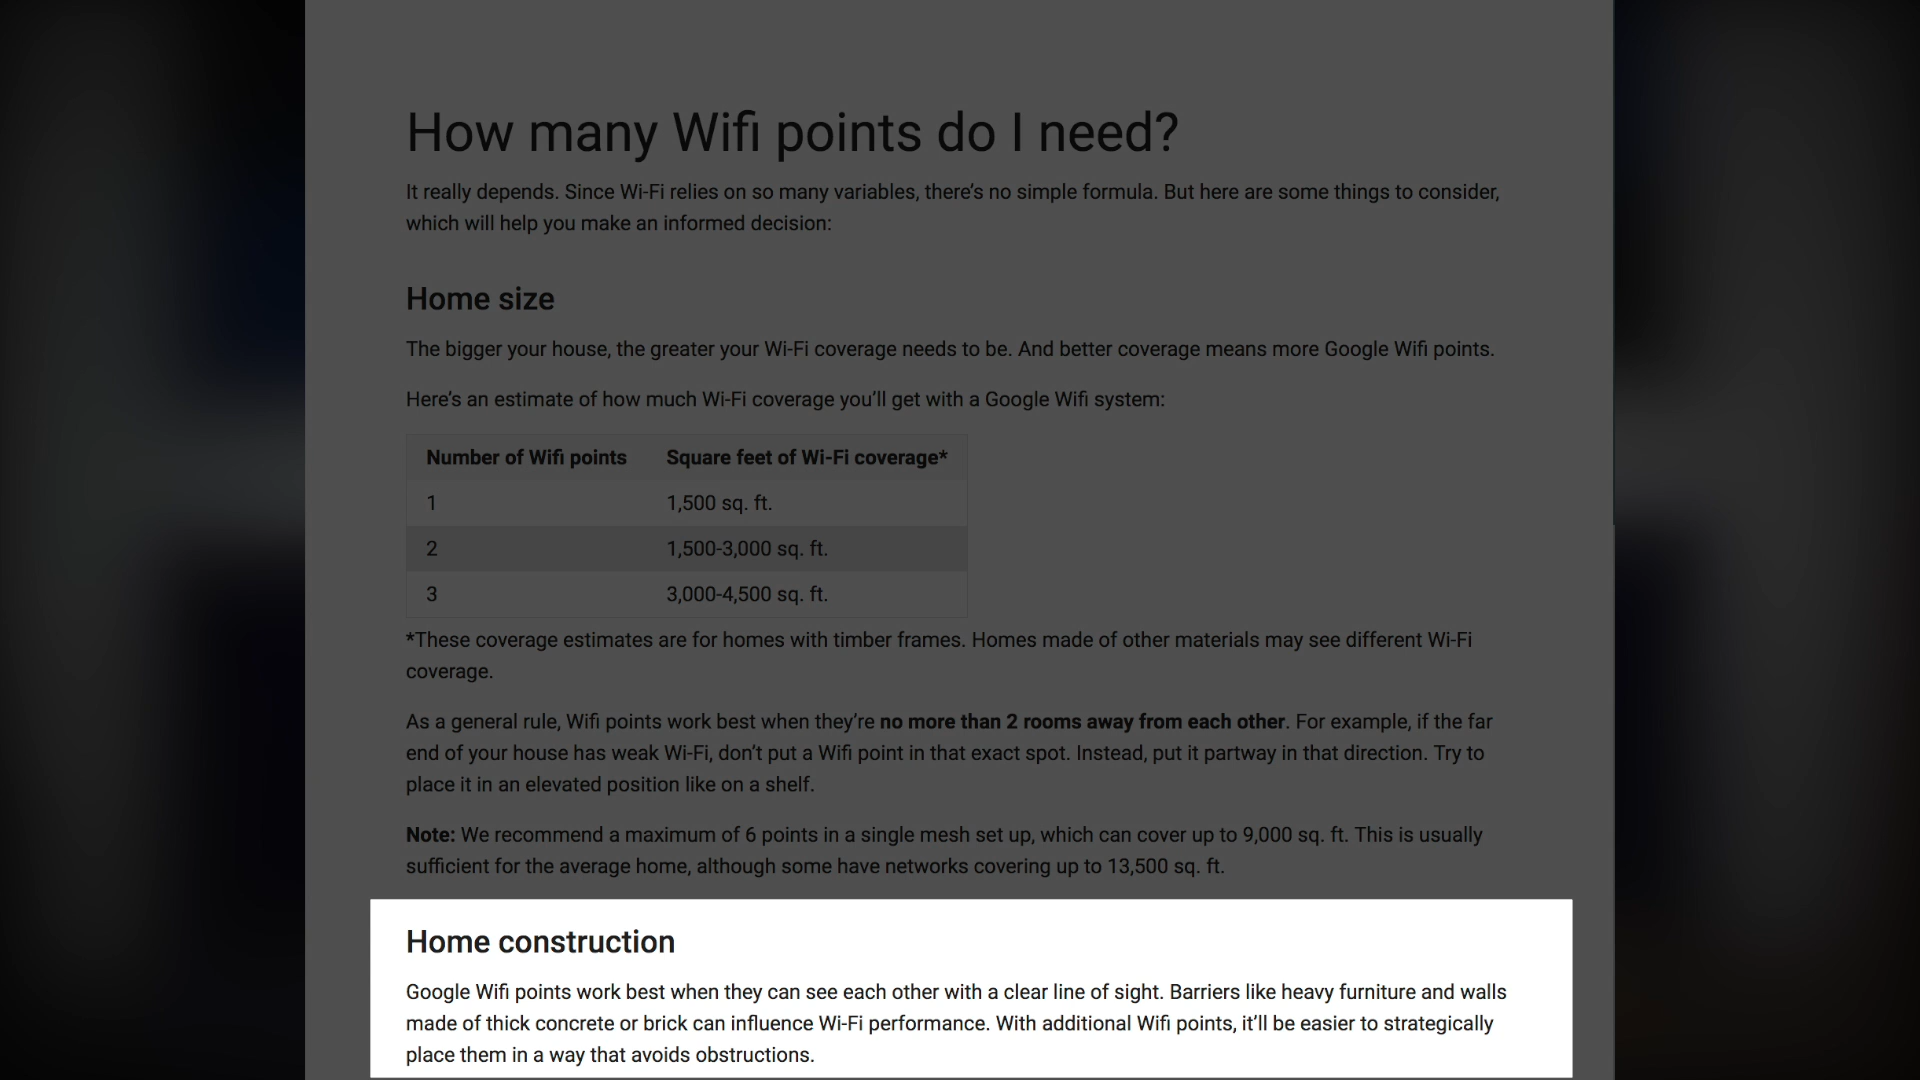 How many Wifi points do I need?
It really depends. Since Wi-Fi relies on so many variables, there's no simple formula. But here are some things to consider,
which will help you make an informed decision:
Home size
The bigger your house, the greater your Wi-Fi coverage needs to be. And better coverage means more Google Wifi points.
Here's an estimate of how much Wi-Fi coverage you'll get with a Google Wifi system:
Number of Wifi points Square feet of Wi-Fi coverage*
1 1,500 sq. ft.
2 1,500-3,000 sq. ft.
3 3,000-4,500 sq. ft.
*These coverage estimates are for homes with timber frames. Homes made of other materials may see different Wi-Fi
coverage.
As a general rule, Wifi points work best when they're no more than 2 rooms away from each other. For example, if the far
end of your house has weak Wi-Fi, don't put a Wifi point in that exact spot. Instead, put it partway in that direction. Try to
place it in an elevated position like on a shelf.
Note: We recommend a maximum of 6 points in a single mesh set up, which can cover up to 9,000 sq. ft. This is usually
sufficient for the average home, although some have networks covering up to 13,500 sq. ft.
Home construction
Google Wifi points work best when they can see each other with a clear line of sight. Barriers like heavy furniture and walls
made of thick concrete or brick can influence Wi-Fi performance. With additional Wifi points, it'll be easier to strategically
place them in a way that avoids obstructions.